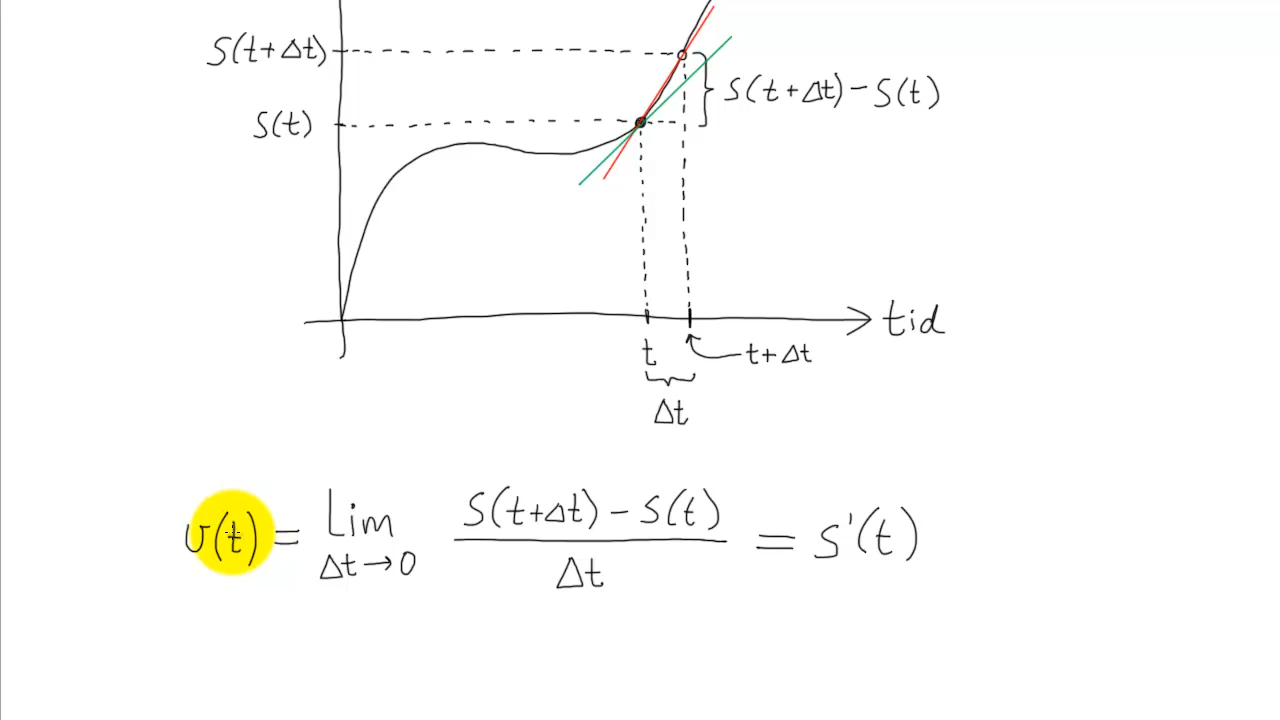 S(t+Δt)
S(t+Δt)-S(t)
S(t)
tid
t
t+Δt
Δt
v(t) = Lim Δt→0 S(t+Δt)-S(t) / Δt = S'(t)